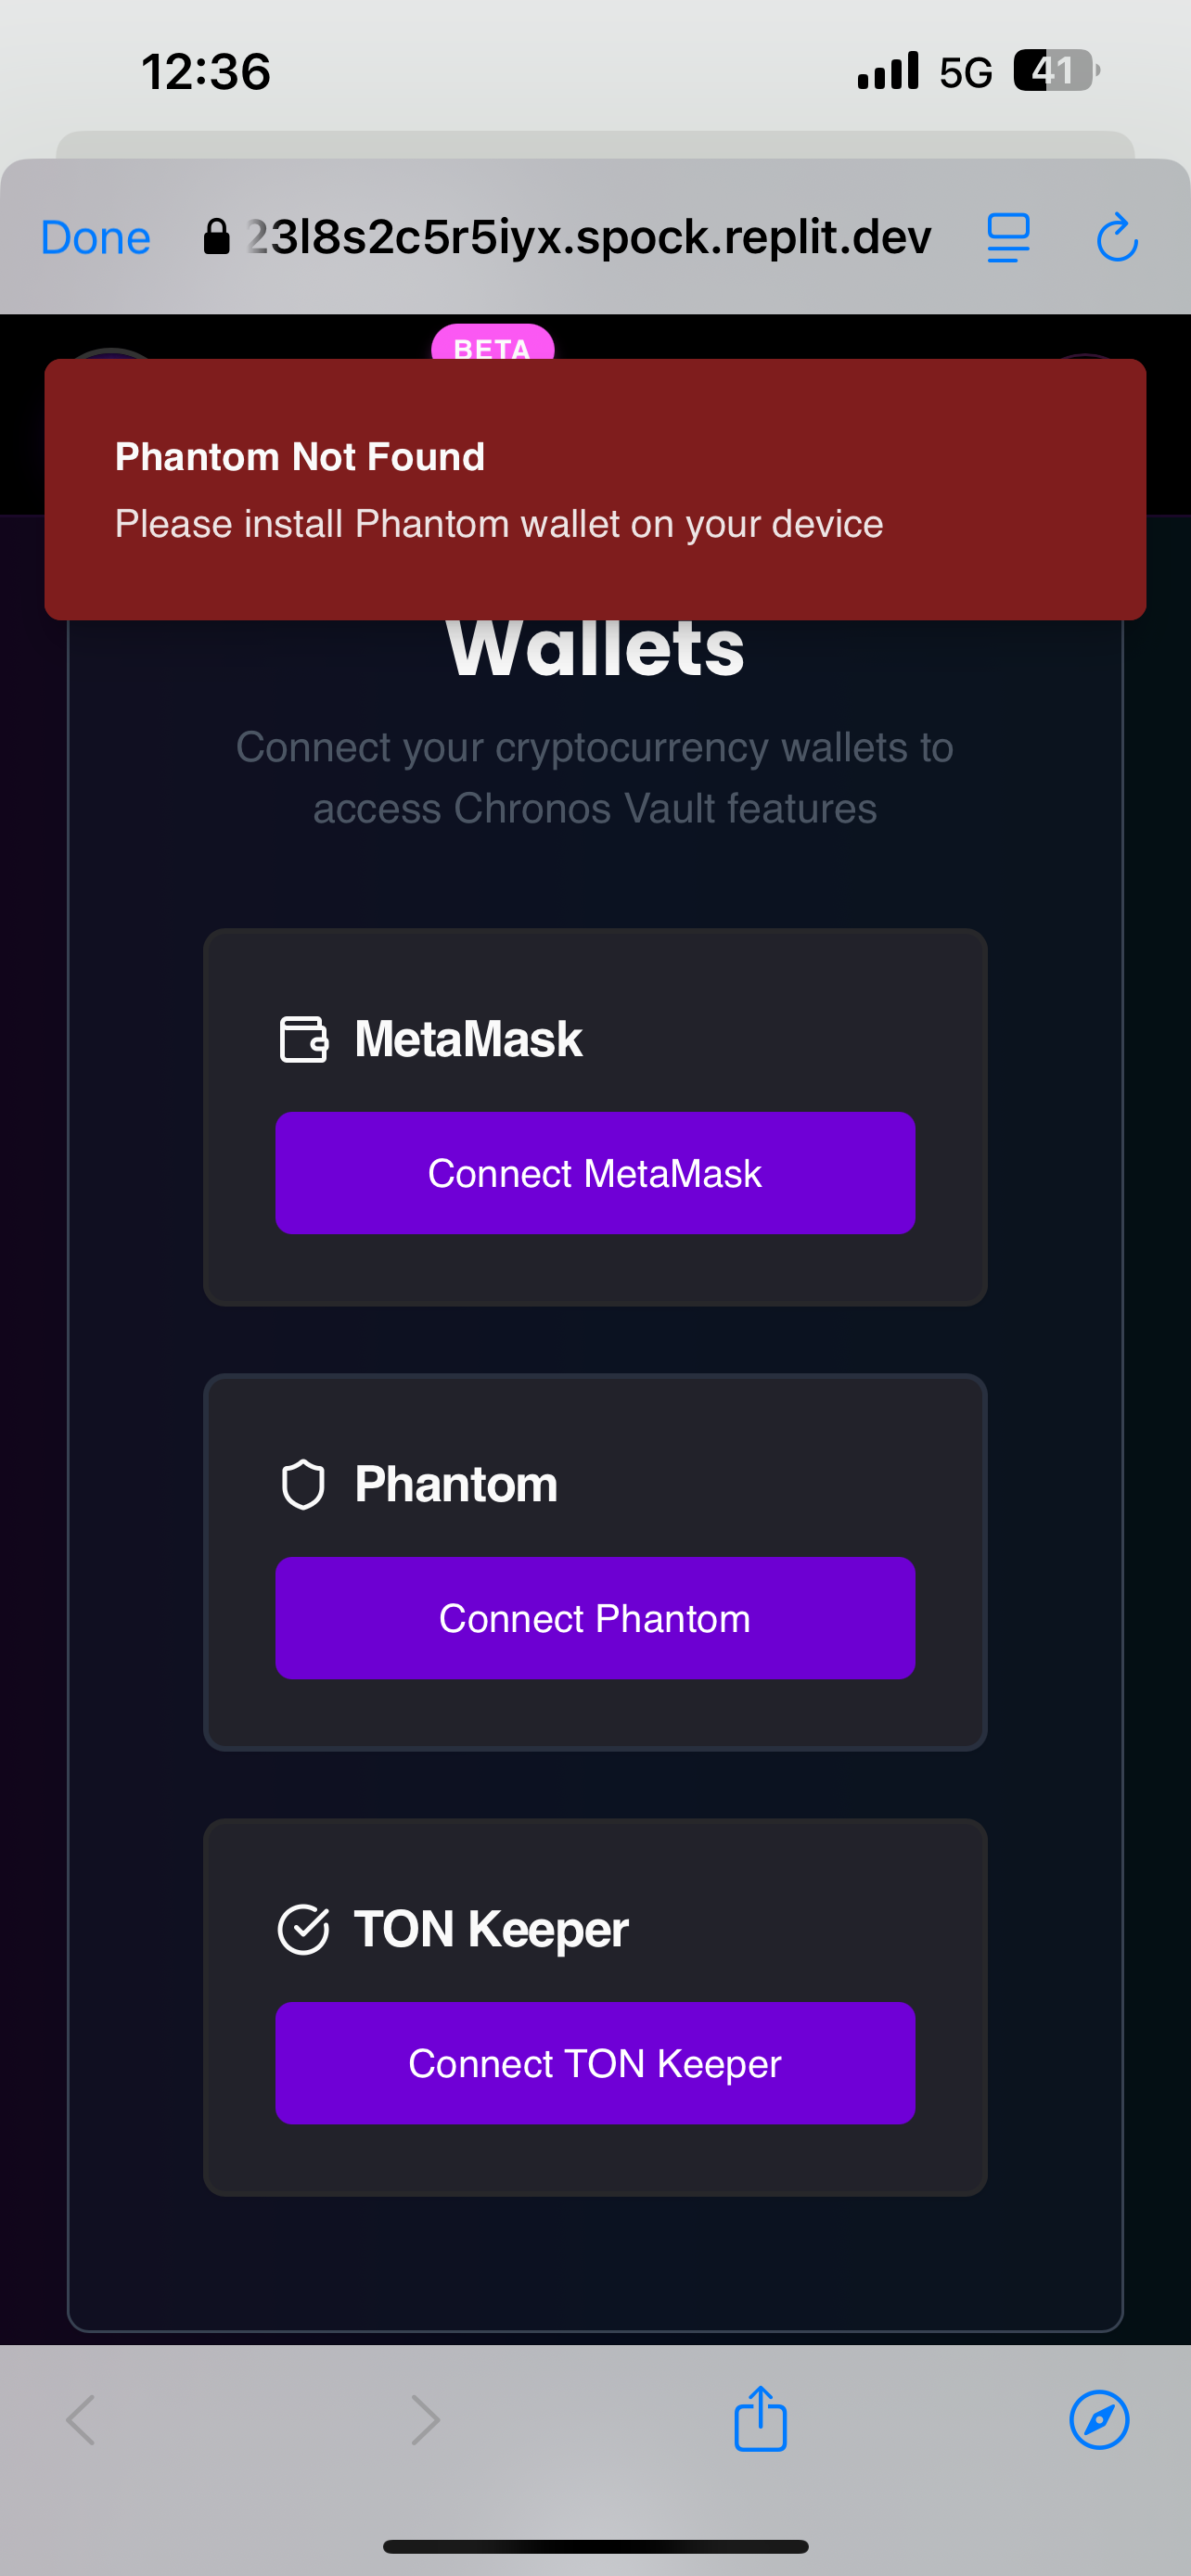 12:36
5G
41
Done
23l8s2c5r5iyx.spock.replit.dev
BETA
Phantom Not Found
Please install Phantom wallet on your device
Wallets
Connect your cryptocurrency wallets to
access Chronos Vault features
MetaMask
Connect MetaMask
Phantom
Connect Phantom
TON Keeper
Connect TON Keeper